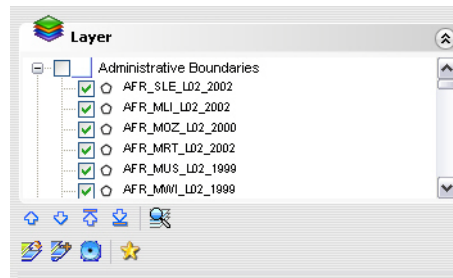 Layer
Administrative Boundaries
AFR_SLE_L02_2002
AFR_MLI_L02_2002
AFR_MOZ_L02_2000
AFR_MRT_L02_2002
AFR_MUS_L02_1999
AFR_MWI_L02_1999